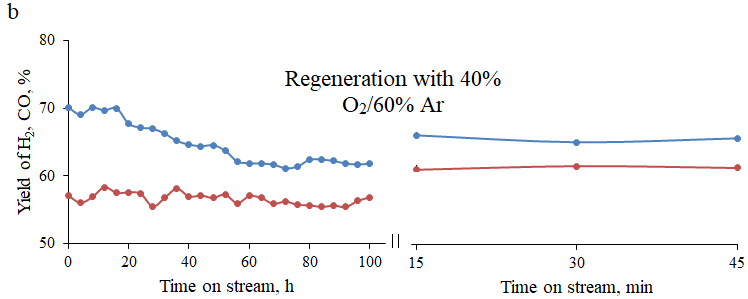 b
80
70
60
50
Yield of H2, CO, %
Regeneration with 40%
O2/60% Ar
0 20 40 60 80 100
Time on stream, h
15 30 45
Time on stream, min